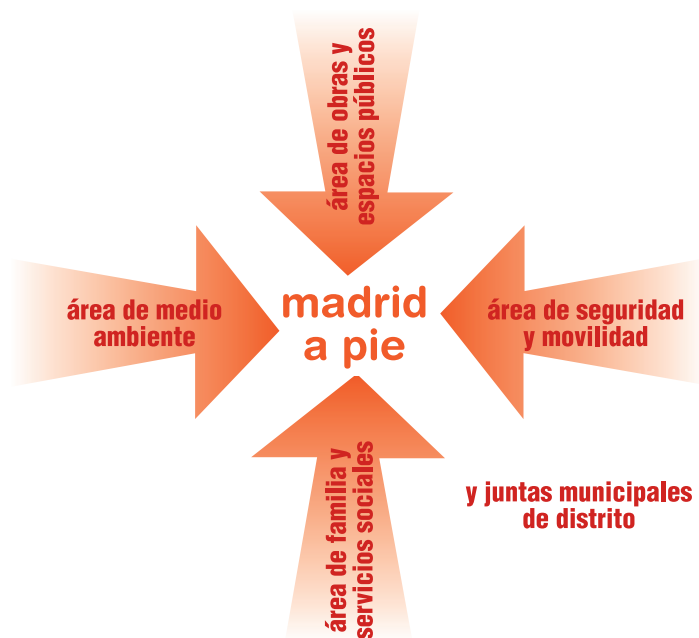 área de obras y
espacios públicos
área de medio
ambiente
madrid
a pie
área de seguridad
y movilidad
área de familia y
servicios sociales
y juntas municipales
de distrito